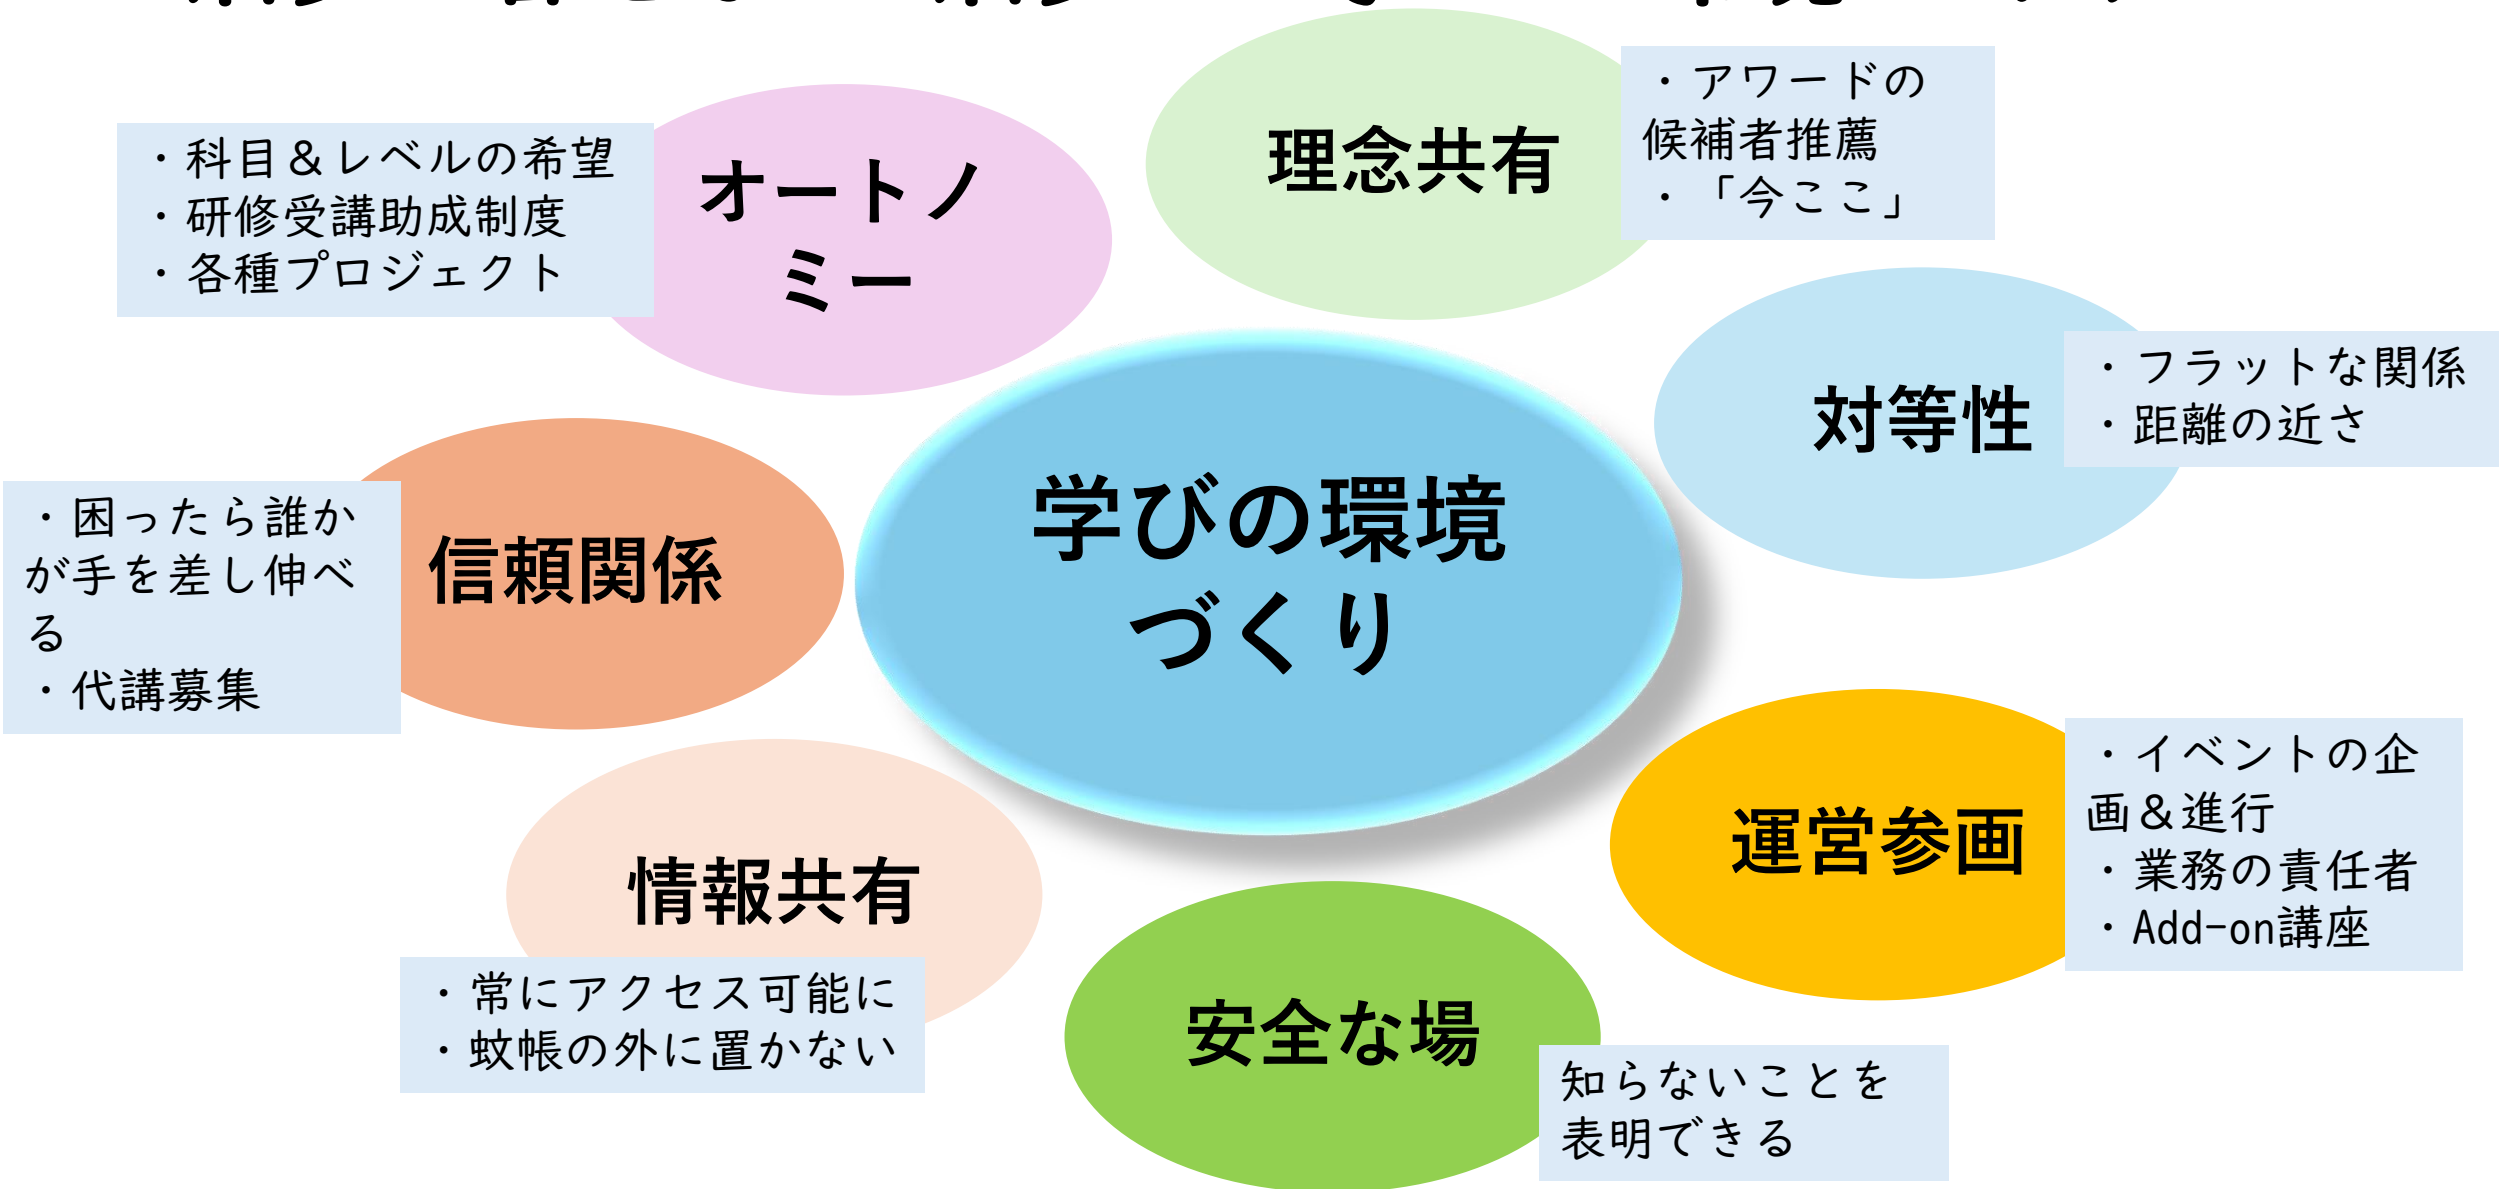 理念共有
・アワードの
候補者推薦
・「今ここ」
オートノ
ミー
・科目&レベルの希望
・研修受講助成制度
・各種プロジェクト
対等性
・フラットな関係
・距離の近さ
学びの環境
づくり
信頼関係
・困ったら誰か
が手を差し伸べ
る
・代講募集
運営参画
・イベントの企
画&進行
・業務の責任者
・Add-on講座
情報共有
・常にアクセス可能に
・蚊帳の外に置かない
安全な場
知らないことを
表明できる